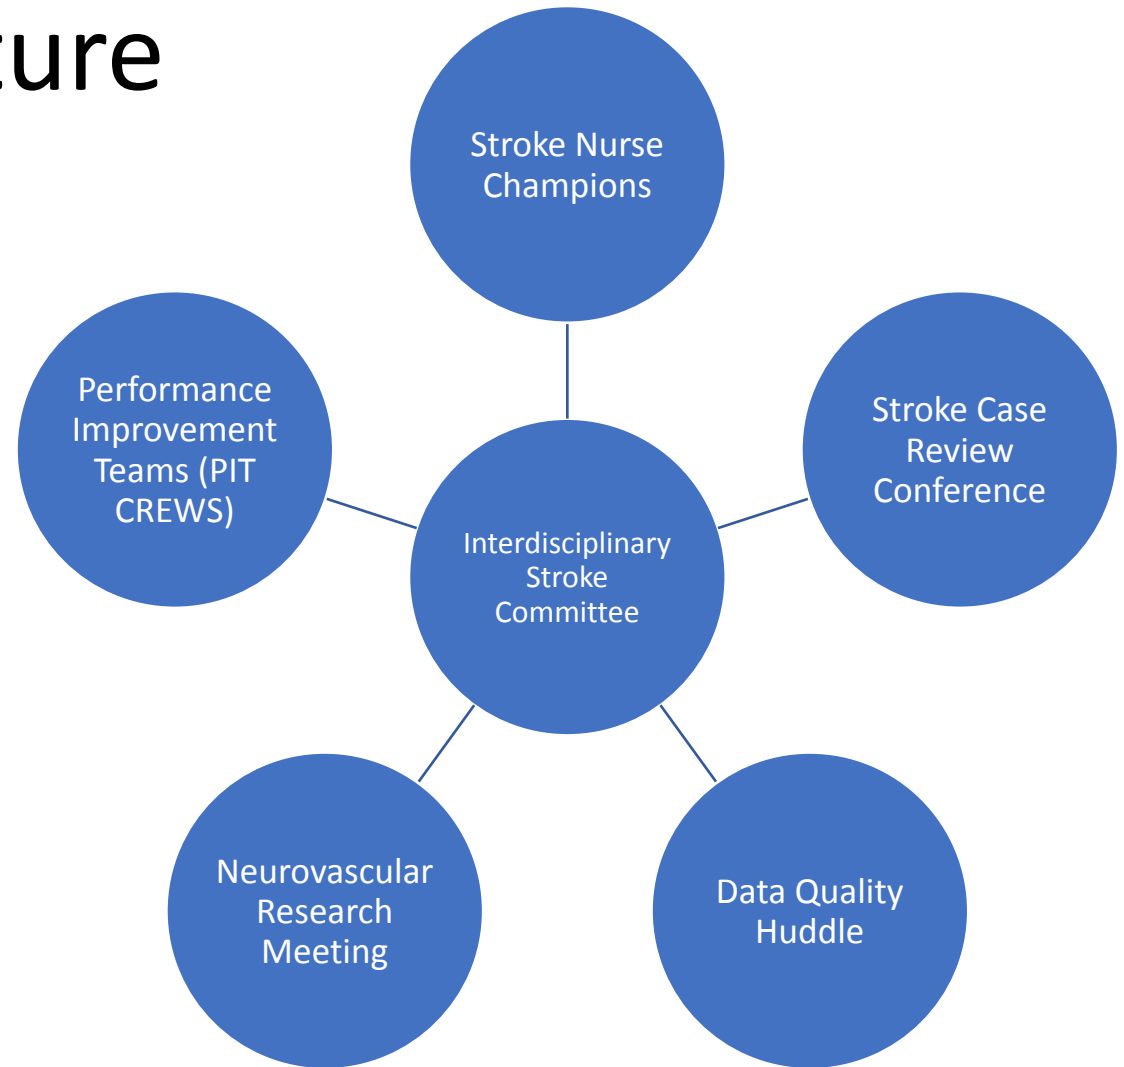 ture
Stroke Nurse
Champions
Performance
Improvement
Teams (PIT
CREWS)
Stroke Case
Review
Conference
Interdisciplinary
Stroke
Committee
Neurovascular
Research
Meeting
Data Quality
Huddle